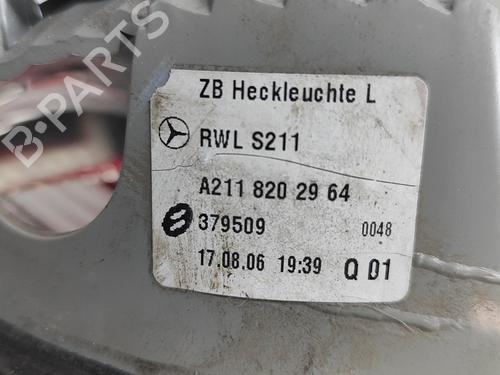 ZB Heckleuchte L
RWL S211
A211 820 29 64
379509 0048
17.08.06 19:39 Q 01
B-PARTS